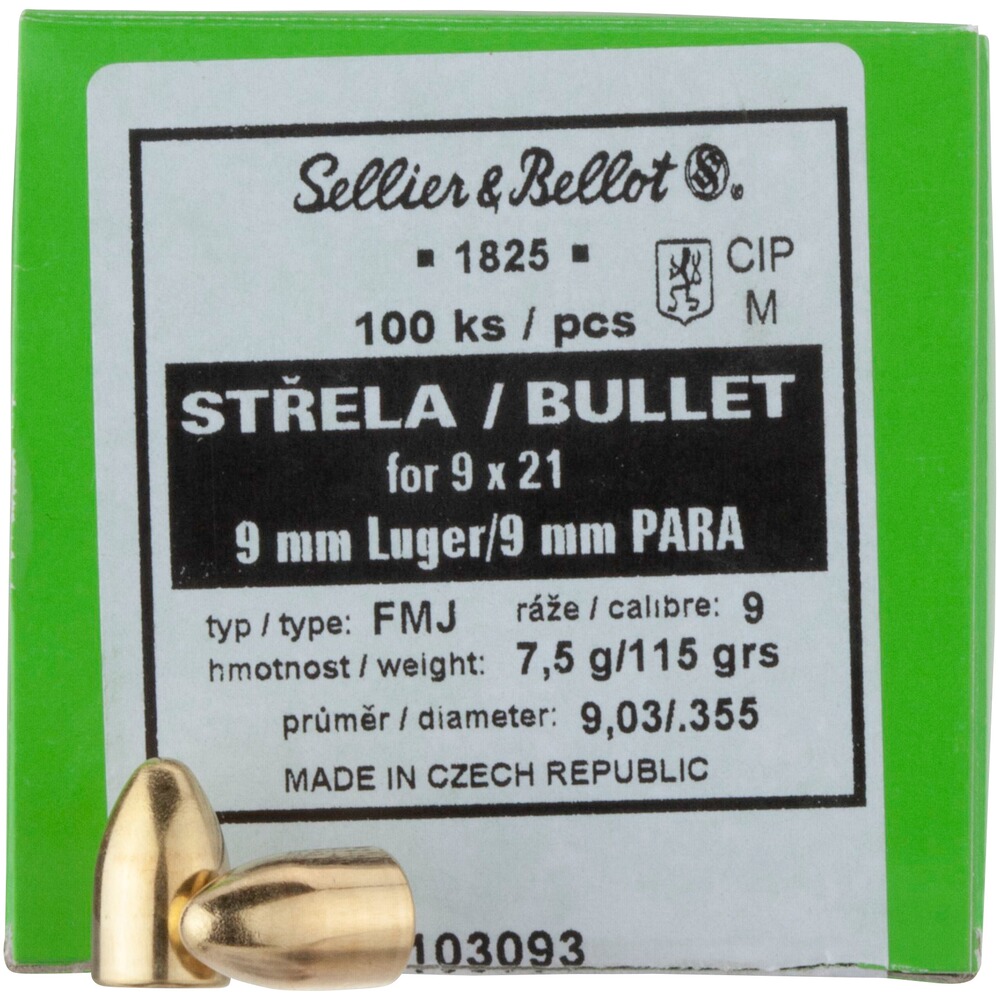 Sellier & Bellot S®
▪ 1825 ▪
CIP
M
100 ks / pcs
STŘELA / BULLET
for 9 x 21
9 mm Luger/9 mm PARA
typ / type: FMJ ráže / calibre: 9
hmotnost / weight: 7,5 g/115 grs
průměr / diameter: 9,03/.355
MADE IN CZECH REPUBLIC
103093